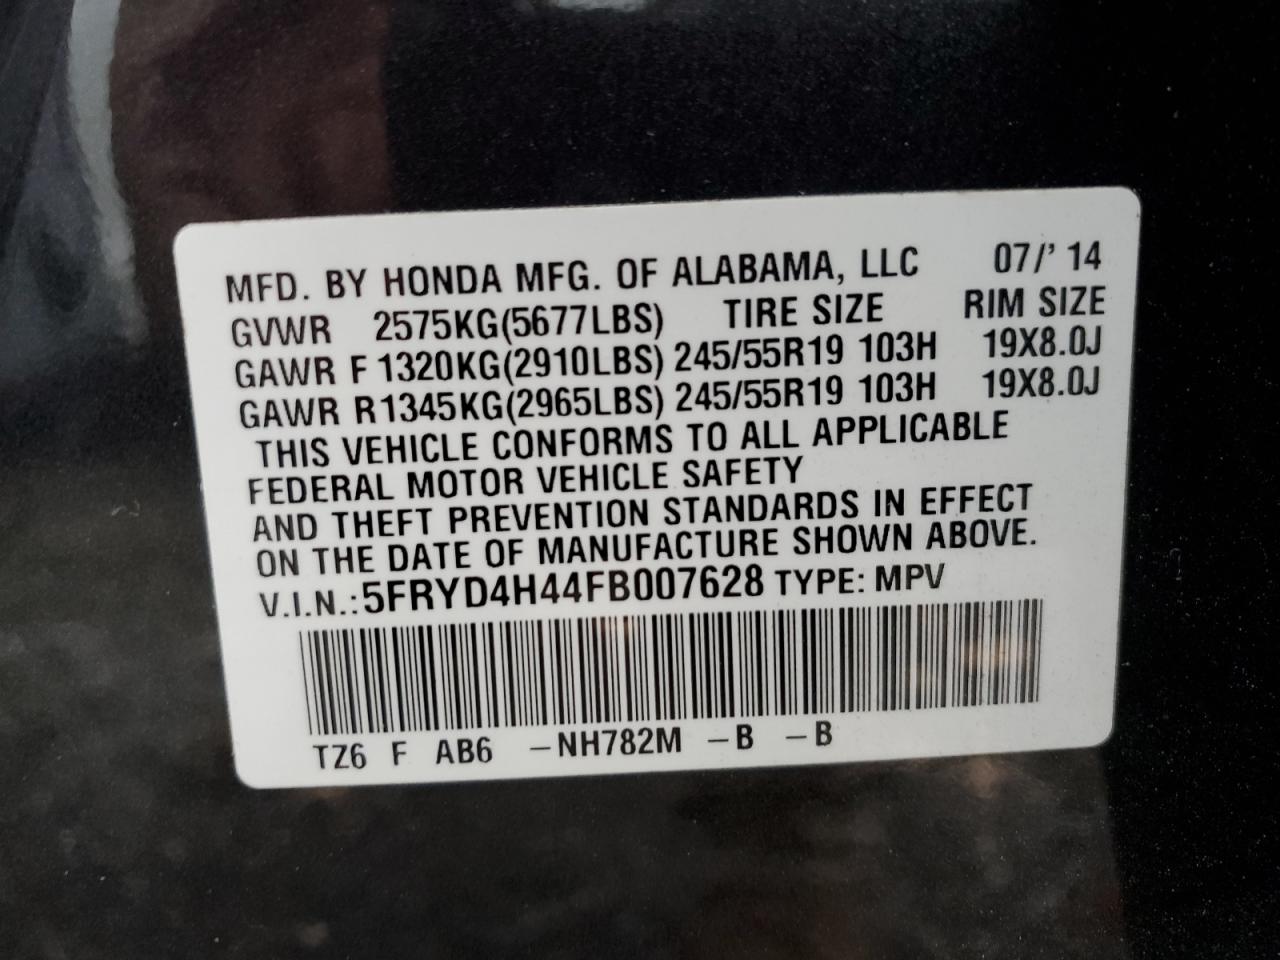 MFD. BY HONDA MFG. OF ALABAMA, LLC 07/' 14
GVWR 2575KG(5677LBS) TIRE SIZE RIM SIZE
GAWR F 1320KG(2910LBS) 245/55R19 103H 19X8.0J
GAWR R1345KG(2965LBS) 245/55R19 103H 19X8.0J
THIS VEHICLE CONFORMS TO ALL APPLICABLE
FEDERAL MOTOR VEHICLE SAFETY
AND THEFT PREVENTION STANDARDS IN EFFECT
ON THE DATE OF MANUFACTURE SHOWN ABOVE.
V.I.N.:5FRYD4H44FB007628 TYPE: MPV
TZ6 F AB6 –NH782M –B –B